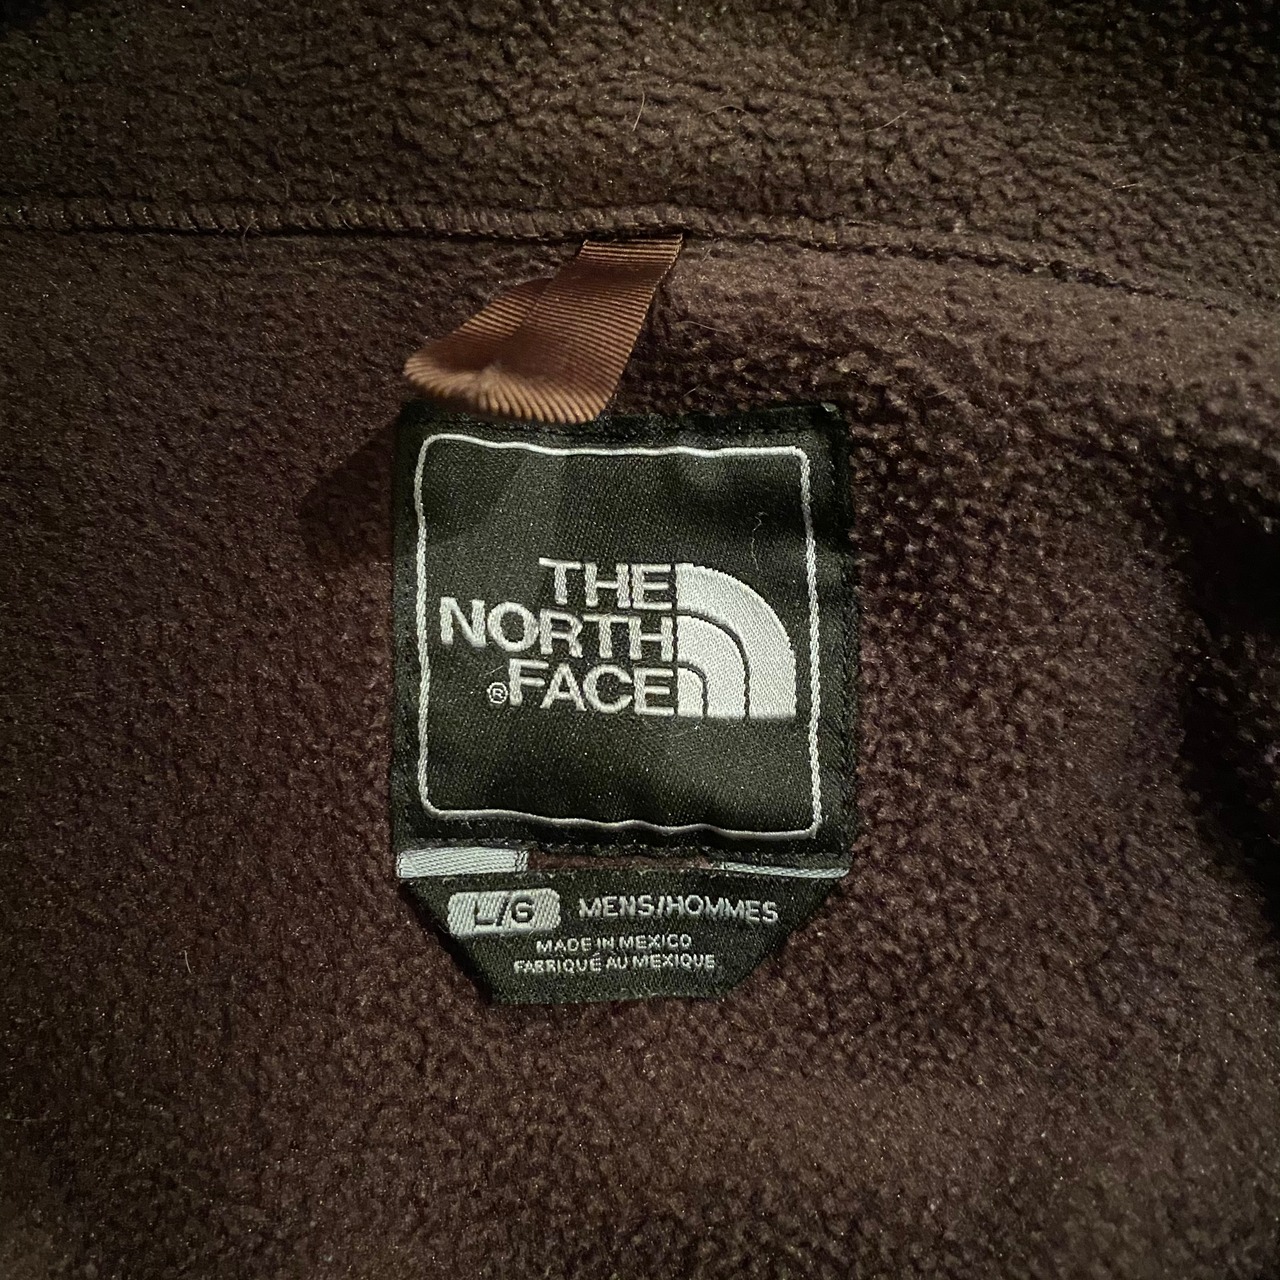 THE
NORTH
®FACE
L/G MENS/HOMMES
MADE IN MEXICO
FABRIQUÉ AU MEXIQUE